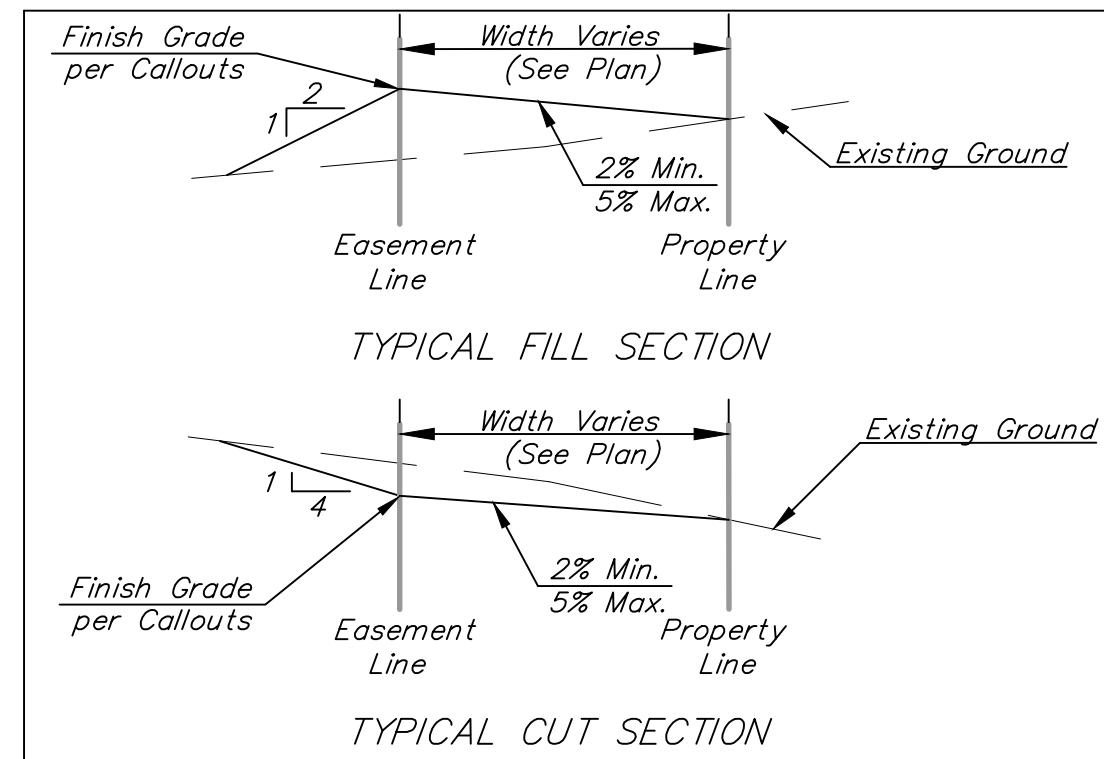 Finish Grade
per Callouts
Width Varies
(See Plan)
2
1
Existing Ground
2% Min.
5% Max.
Easement
Line
Property
Line
TYPICAL FILL SECTION
Width Varies
(See Plan)
Existing Ground
1
4
Finish Grade
per Callouts
2% Min.
5% Max.
Easement
Line
Property
Line
TYPICAL CUT SECTION